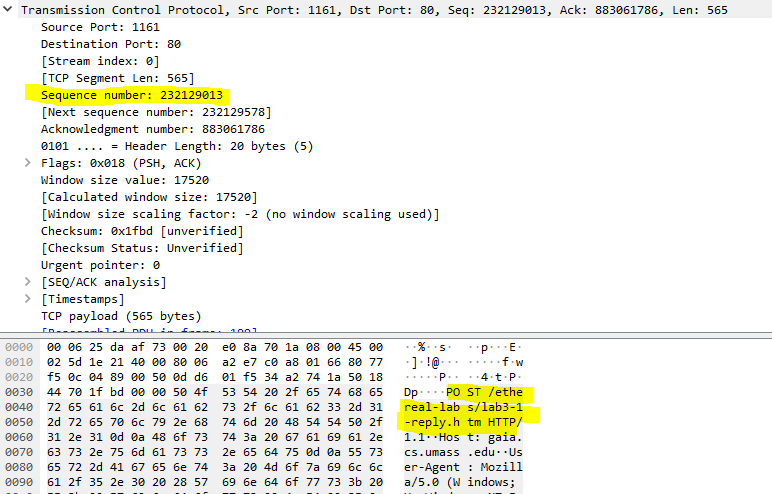 Transmission Control Protocol, Src Port: 1161, Dst Port: 80, Seq: 232129013, Ack: 883061786, Len: 565
Source Port: 1161
Destination Port: 80
[Stream index: 0]
[TCP Segment Len: 565]
Sequence number: 232129013
[Next sequence number: 232129578]
Acknowledgment number: 883061786
0101 .... = Header Length: 20 bytes (5)
Flags: 0x018 (PSH, ACK)
Window size value: 17520
[Calculated window size: 17520]
[Window size scaling factor: -2 (no window scaling used)]
Checksum: 0x1fbd [unverified]
[Checksum Status: Unverified]
Urgent pointer: 0
[SEQ/ACK analysis]
[Timestamps]
TCP payload (565 bytes)
0000 00 06 25 da af 73 00 20 e0 8a 70 1a 08 00 45 00 ··%··s· ··p···E·
0010 02 5d 1e 21 40 00 80 06 a2 e7 c0 a8 01 66 80 77 ·]·!@··· ·····f·w
0020 f5 0c 04 89 00 50 0d d6 01 f5 34 a2 74 1a 50 18 ·····P·· ··4·t·P·
0030 44 70 1f bd 00 00 50 4f 53 54 20 2f 65 74 68 65 Dp····PO ST /ethe
0040 72 65 61 6c 2d 6c 61 62 73 2f 6c 61 62 33 2d 31 real-lab s/lab3-1
0050 2d 72 65 70 6c 79 2e 68 74 6d 20 48 54 54 50 2f -reply.h tm HTTP/
0060 31 2e 31 0d 0a 48 6f 73 74 3a 20 67 61 69 61 2e 1.1··Hos t: gaia.
0070 63 73 2e 75 6d 61 73 73 2e 65 64 75 0d 0a 55 73 cs.umass .edu··Us
0080 65 72 2d 41 67 65 6e 74 3a 20 4d 6f 7a 69 6c 6c er-Agent : Mozill
0090 61 2f 35 2e 30 20 28 57 69 6e 64 6f 77 73 3b 20 a/5.0 (W indows;